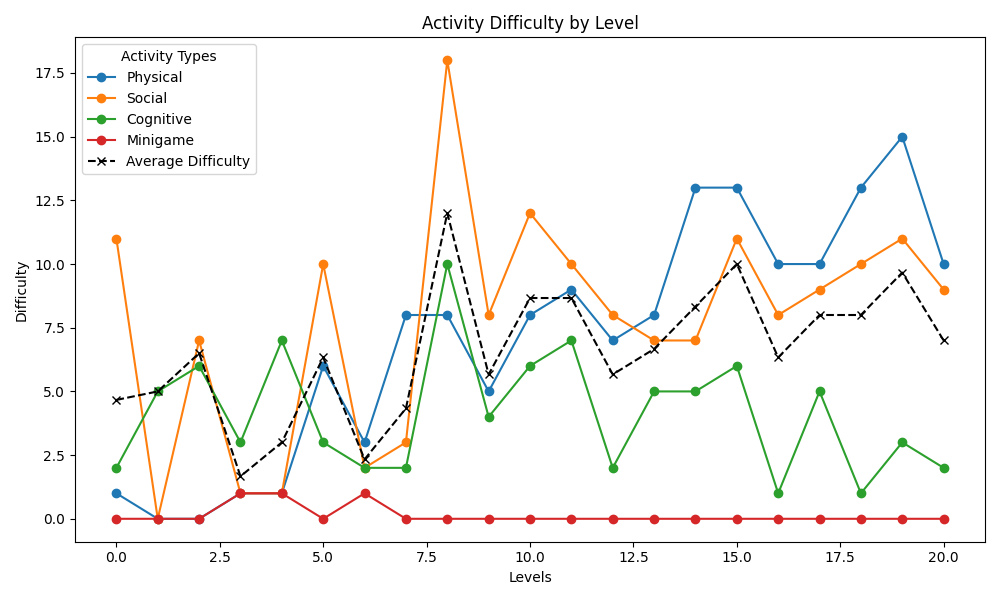 Activity Difficulty by Level
Activity Types
Physical
Social
Cognitive
Minigame
Average Difficulty
Difficulty
17.5
15.0
12.5
10.0
7.5
5.0
2.5
0.0
0.0 2.5 5.0 7.5 10.0 12.5 15.0 17.5 20.0
Levels